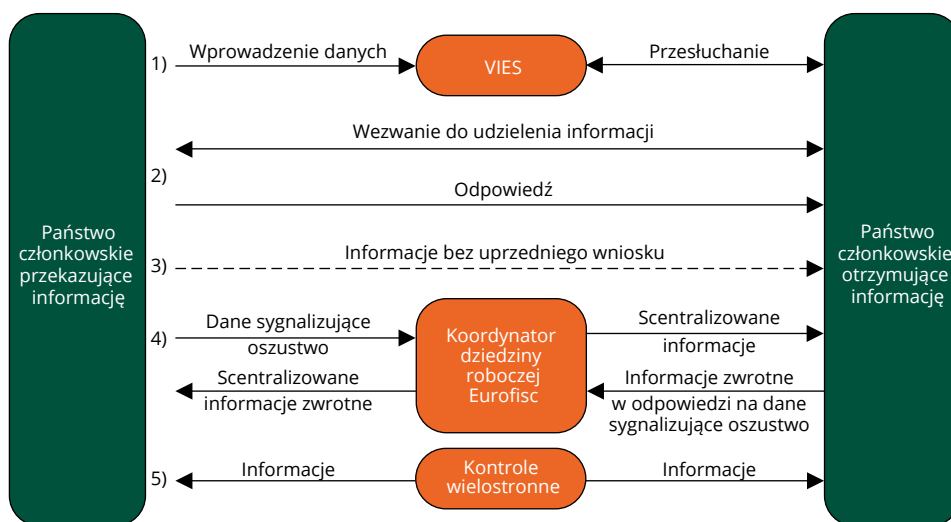 Państwo
członkowskie
przekazujące
informację
1)
Wprowadzenie danych
VIES
Przesłuchanie
2)
Wezwanie do udzielenia informacji
Odpowiedź
3)
Informacje bez uprzedniego wniosku
4)
Dane sygnalizujące
oszustwo
Scentralizowane
informacje zwrotne
Koordynator
dziedziny
roboczej
Eurofisc
Scentralizowane
informacje
Informacje zwrotne
w odpowiedzi na dane
sygnalizujące oszustwo
5)
Informacje
Kontrole
wielostronne
Informacje
Państwo
członkowskie
otrzymujące
informację